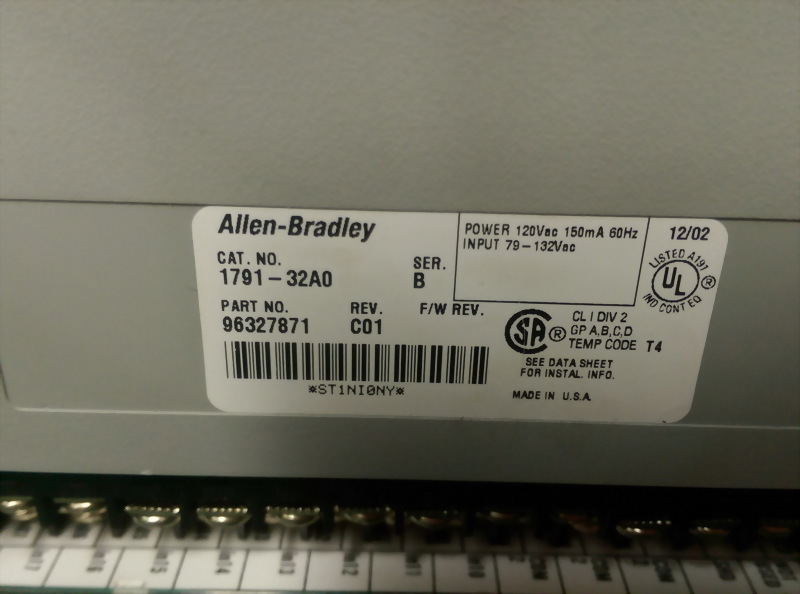 Allen-Bradley
CAT. NO.
1791-32A0
SER.
B
PART NO.
96327871
REV.
C01
F/W REV.
*ST1NI0NY*
POWER 120Vac 150mA 60Hz
INPUT 79-132Vac
12/02
LISTED A197
UL
®
IND CONT EQ
SA
®
CL I DIV 2
GP A,B,C,D
TEMP CODE T4
SEE DATA SHEET
FOR INSTAL. INFO.
MADE IN U.S.A.